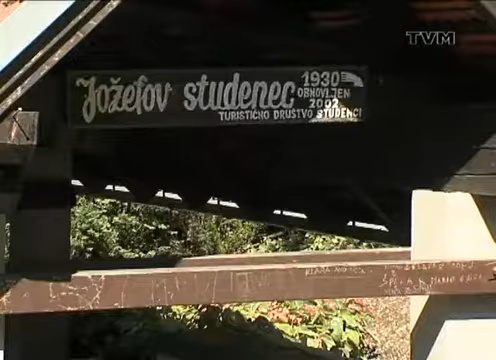 TVM
Jožefov studenec
1930
OBNOVLJEN
2002
TURISTIČNO DRUŠTVO STUDENCI